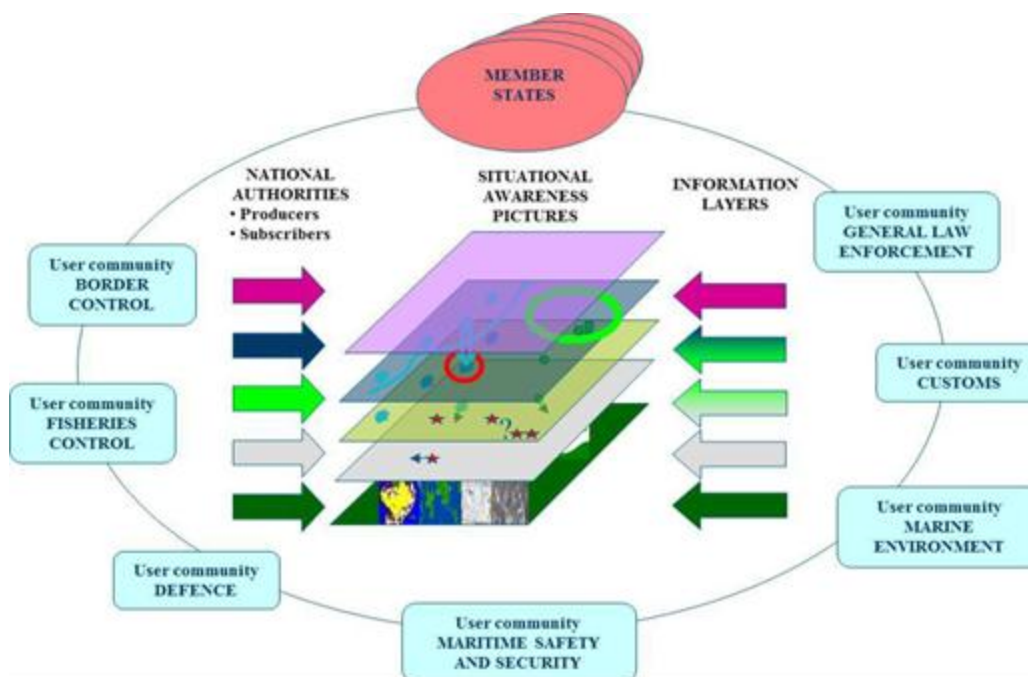 MEMBER
STATES
NATIONAL
AUTHORITIES
• Producers
• Subscribers
SITUATIONAL
AWARENESS
PICTURES
INFORMATION
LAYERS
User community
GENERAL LAW
ENFORCEMENT
User community
BORDER
CONTROL
User community
CUSTOMS
User community
FISHERIES
CONTROL
?
User community
MARINE
ENVIRONMENT
User community
DEFENCE
User community
MARITIME SAFETY
AND SECURITY